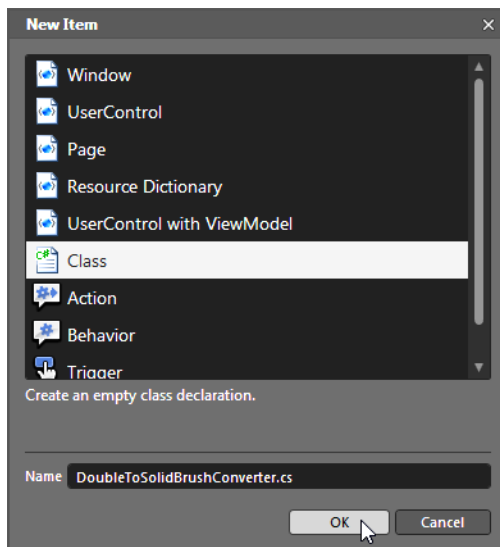 New Item
Window
UserControl
Page
Resource Dictionary
UserControl with ViewModel
C# Class
Action
Behavior
Trigger
Create an empty class declaration.
Name DoubleToSolidBrushConverter.cs
OK Cancel